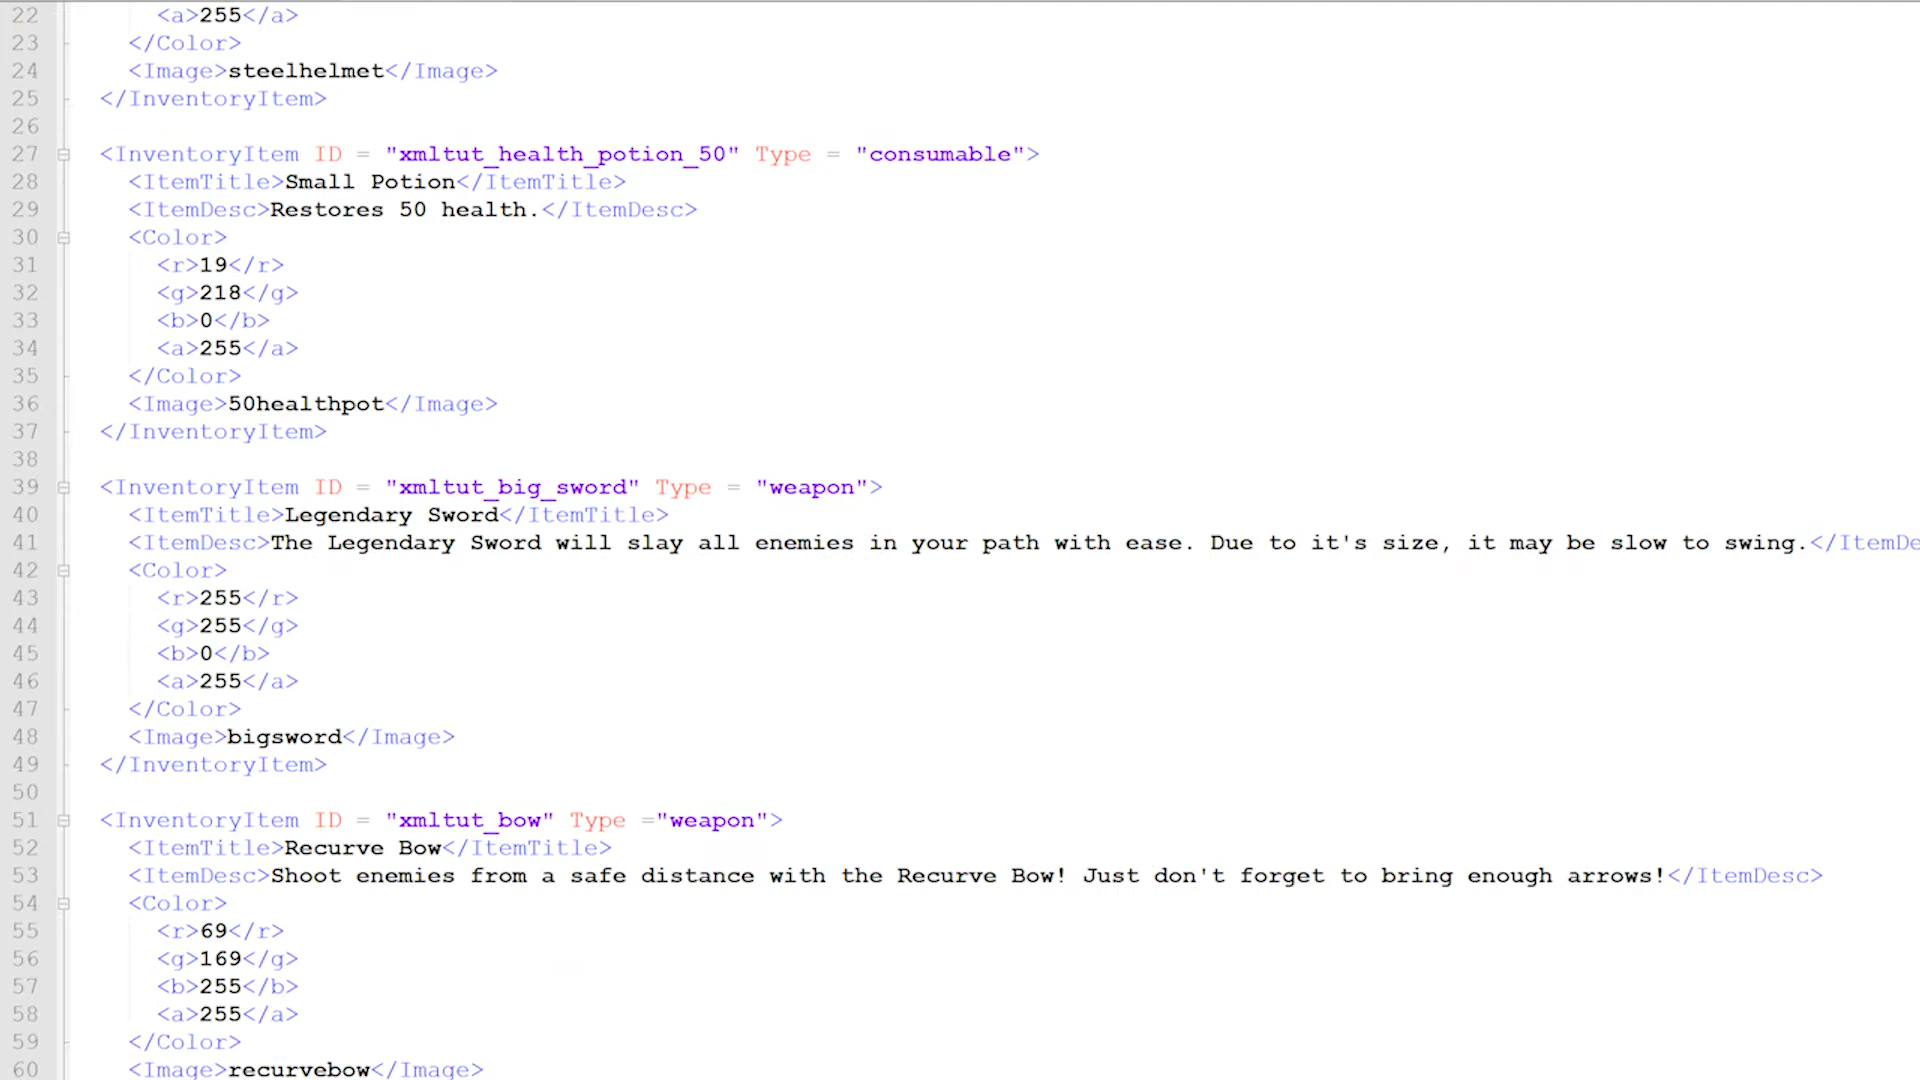 22 <a>255</a>
23 </Color>
24 <Image>steelhelmet</Image>
25 </InventoryItem>
26
27 <InventoryItem ID = "xmltut_health_potion_50" Type = "consumable">
28 <ItemTitle>Small Potion</ItemTitle>
29 <ItemDesc>Restores 50 health.</ItemDesc>
30 <Color>
31 <r>19</r>
32 <g>218</g>
33 <b>0</b>
34 <a>255</a>
35 </Color>
36 <Image>50healthpot</Image>
37 </InventoryItem>
38
39 <InventoryItem ID = "xmltut_big_sword" Type = "weapon">
40 <ItemTitle>Legendary Sword</ItemTitle>
41 <ItemDesc>The Legendary Sword will slay all enemies in your path with ease. Due to it's size, it may be slow to swing.</ItemDe
42 <Color>
43 <r>255</r>
44 <g>255</g>
45 <b>0</b>
46 <a>255</a>
47 </Color>
48 <Image>bigsword</Image>
49 </InventoryItem>
50
51 <InventoryItem ID = "xmltut_bow" Type ="weapon">
52 <ItemTitle>Recurve Bow</ItemTitle>
53 <ItemDesc>Shoot enemies from a safe distance with the Recurve Bow! Just don't forget to bring enough arrows!</ItemDesc>
54 <Color>
55 <r>69</r>
56 <g>169</g>
57 <b>255</b>
58 <a>255</a>
59 </Color>
60 <Image>recurvebow</Image>